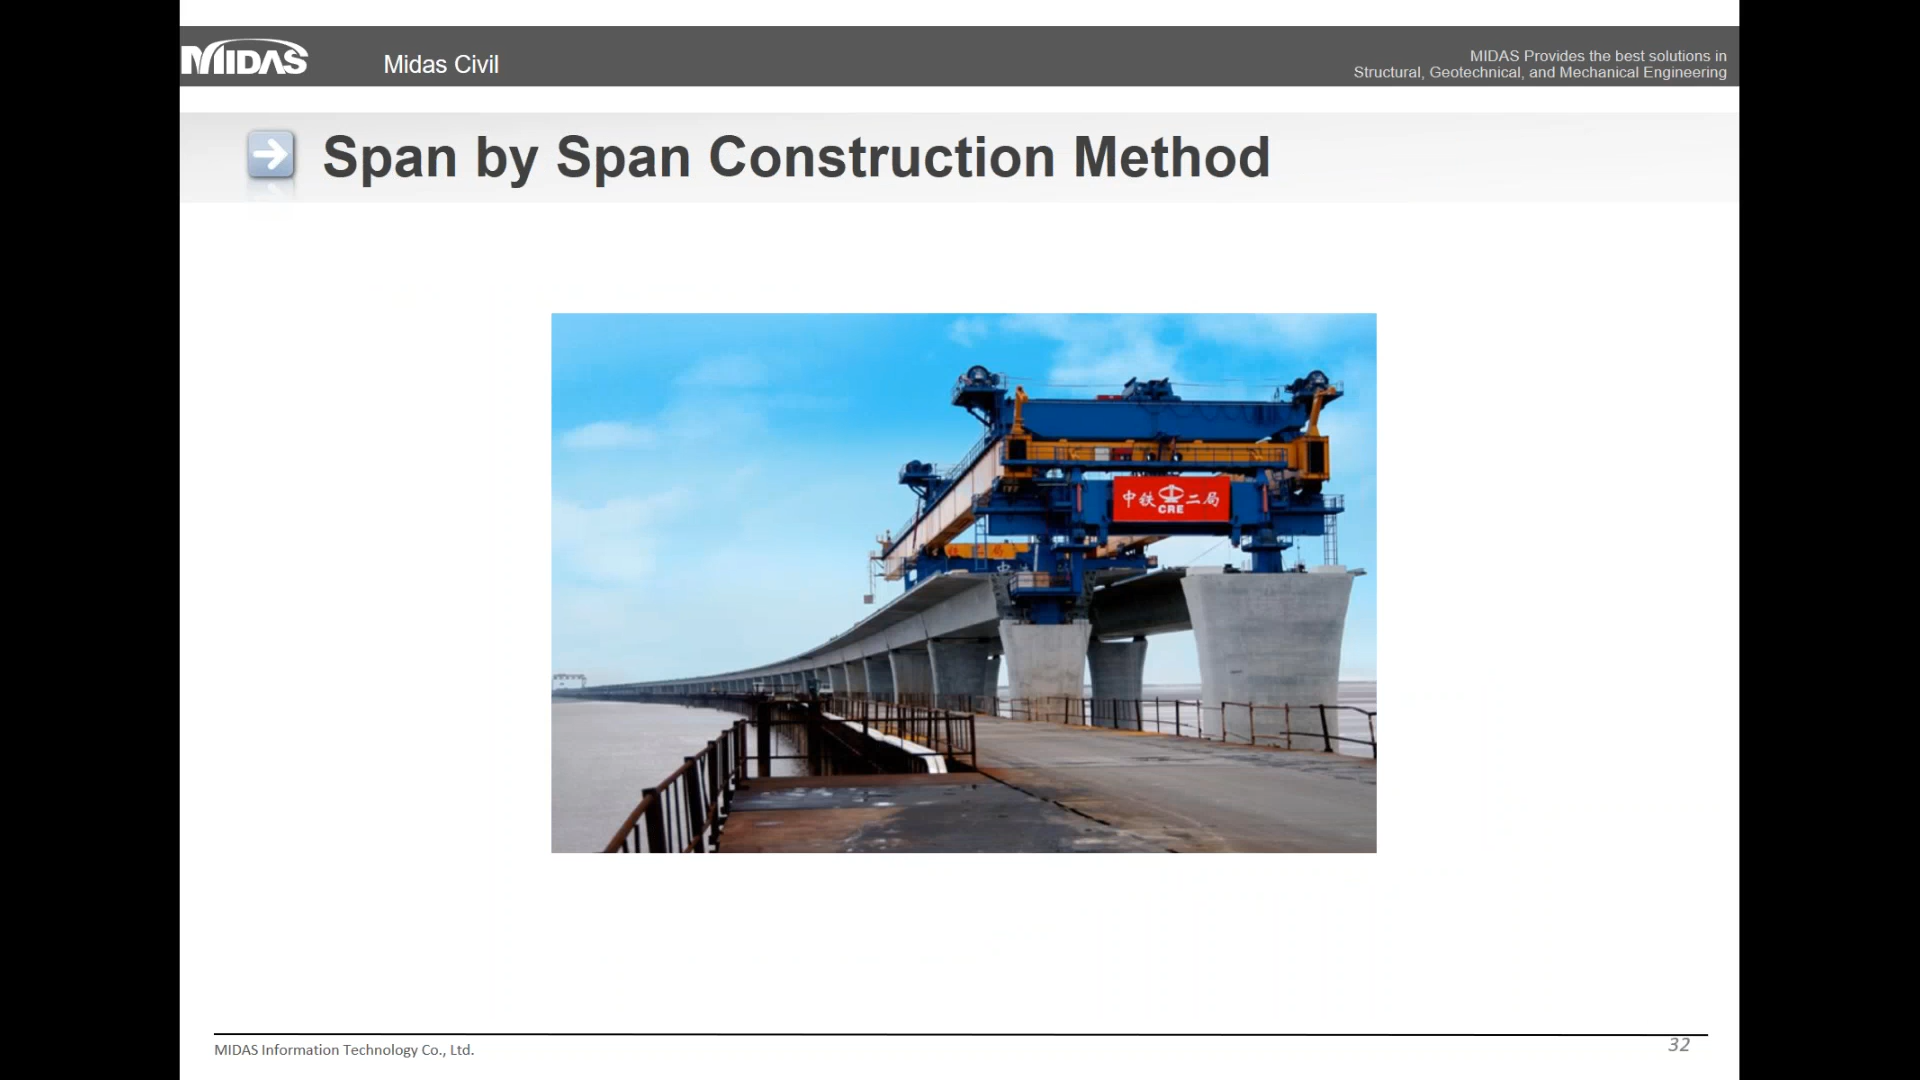 MIDAS
Midas Civil
MIDAS Provides the best solutions in
Structural, Geotechnical, and Mechanical Engineering
Span by Span Construction Method
中铁二局
CRE
MIDAS Information Technology Co., Ltd.
32